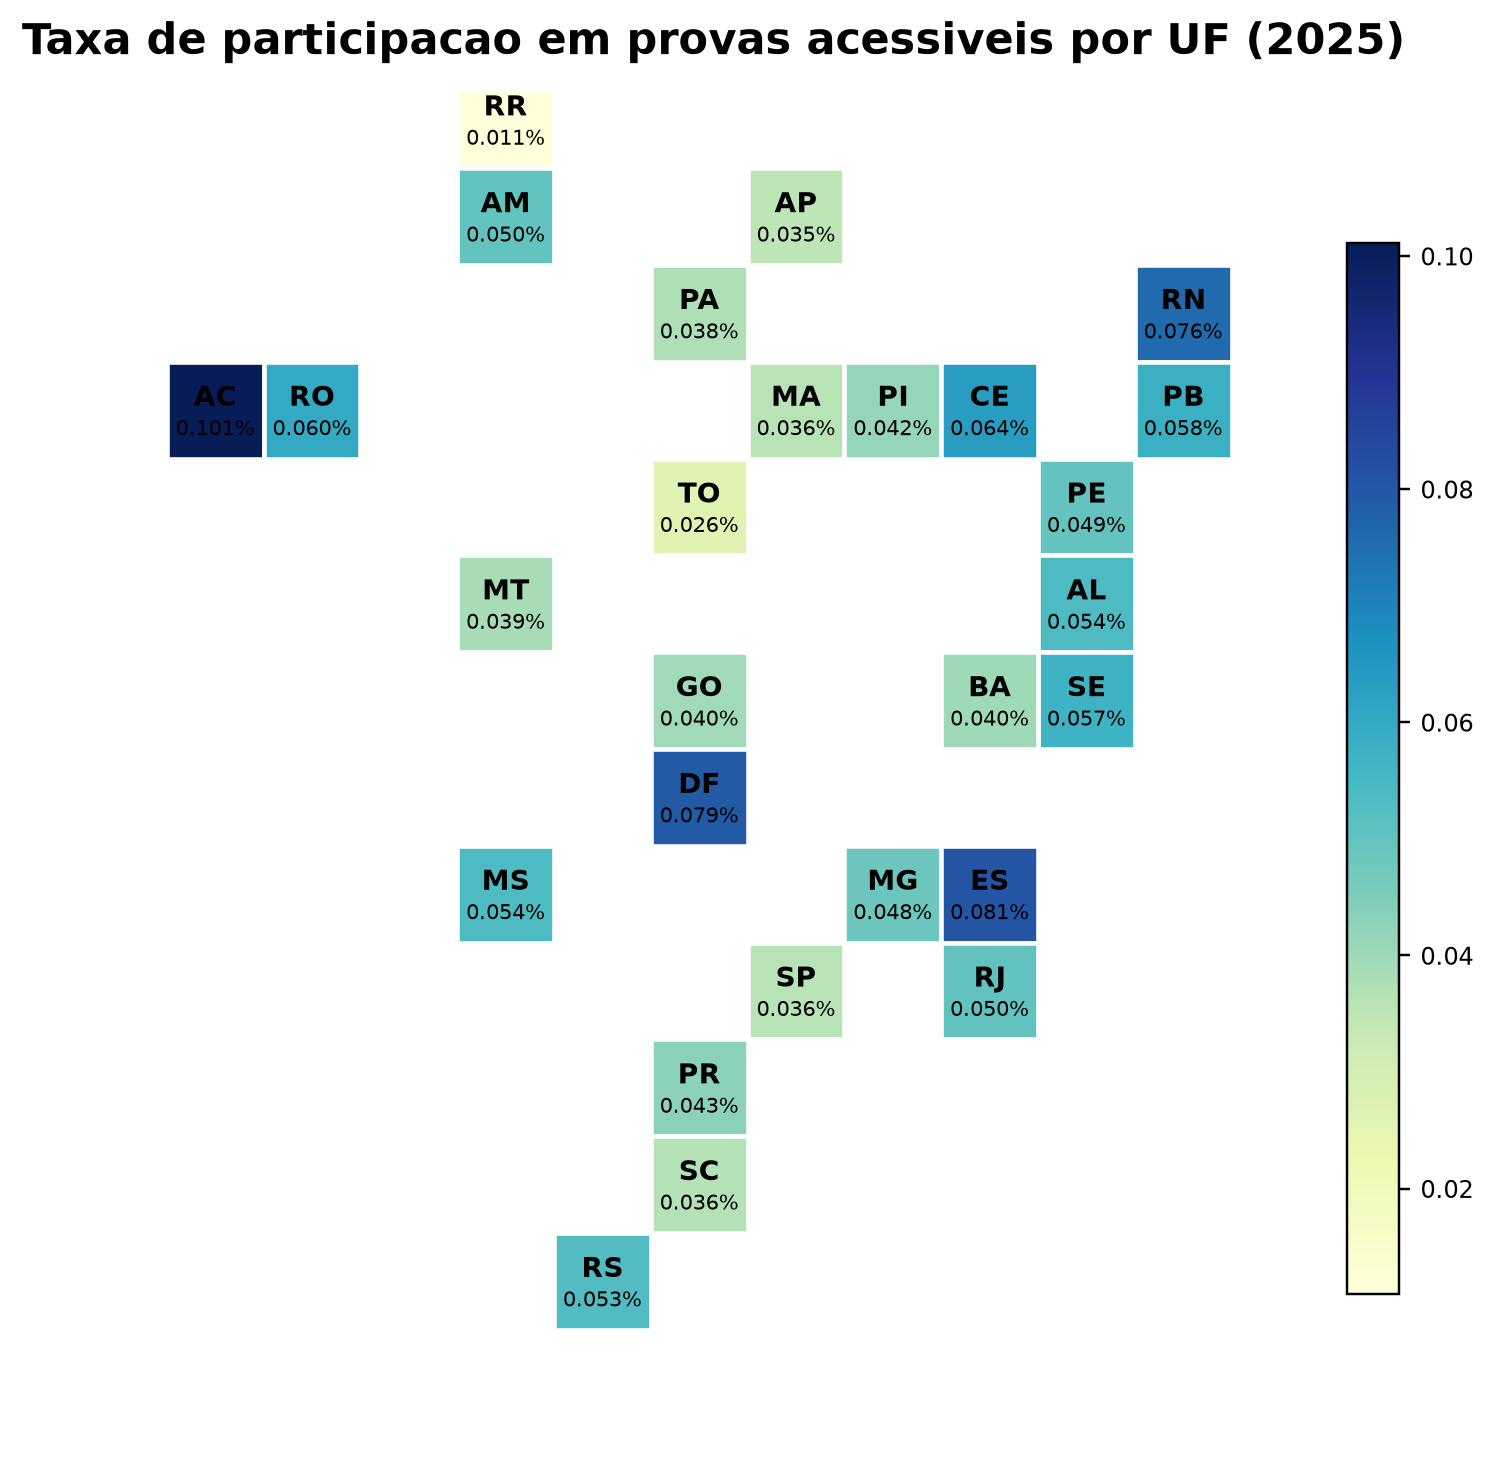 Taxa de participacao em provas acessiveis por UF (2025)
RR
0.011%
AM
0.050%
AP
0.035%
PA
0.038%
RN
0.076%
AC
0.101%
RO
0.060%
MA
0.036%
PI
0.042%
CE
0.064%
PB
0.058%
TO
0.026%
PE
0.049%
MT
0.039%
AL
0.054%
GO
0.040%
BA
0.040%
SE
0.057%
DF
0.079%
MS
0.054%
MG
0.048%
ES
0.081%
SP
0.036%
RJ
0.050%
PR
0.043%
SC
0.036%
RS
0.053%
0.10
0.08
0.06
0.04
0.02